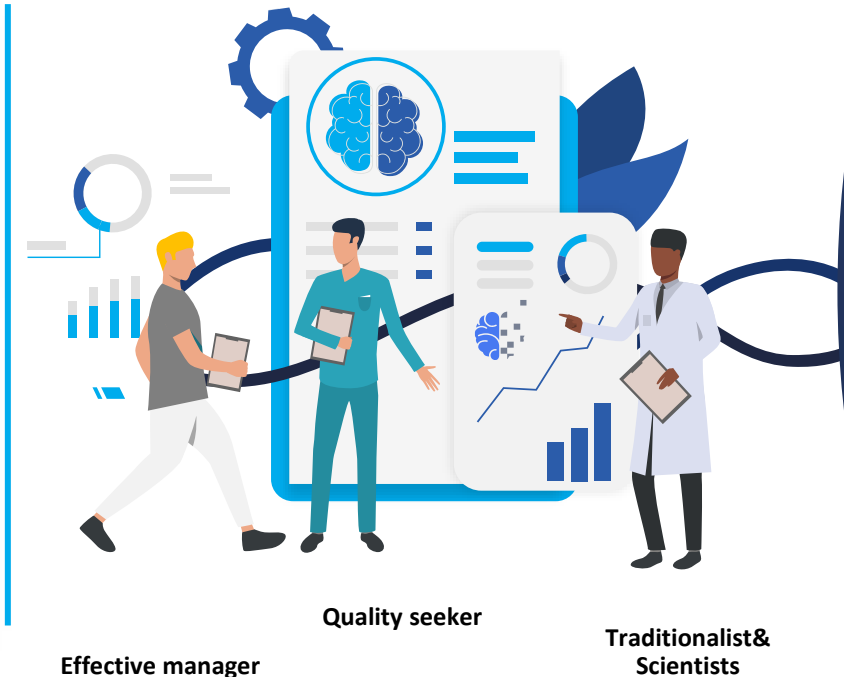 Quality seeker
Traditionalist&
Scientists
Effective manager